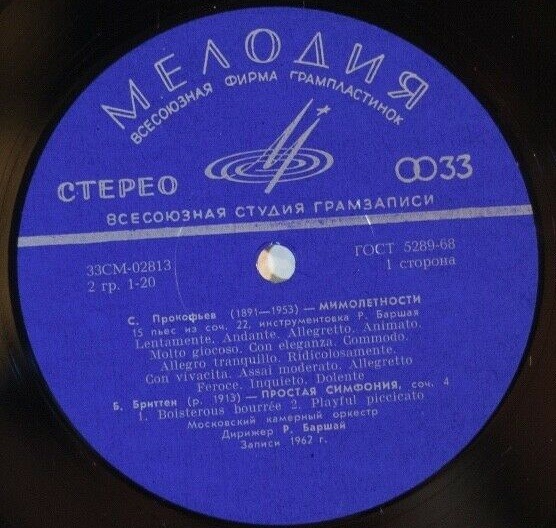 МЕЛОДИЯ
ВСЕСОЮЗНАЯ ФИРМА ГРАМПЛАСТИНОК
СТЕРЕО
33
ВСЕСОЮЗНАЯ СТУДИЯ ГРАМЗАПИСИ
33СМ-02813
2 гр. 1-20
ГОСТ 5289-68
1 сторона
С. Прокофьев (1891—1953) — МИМОЛЕТНОСТИ
15 пьес из соч. 22, инструментовка Р. Баршая
Lentamente, Andante. Allegretto. Animato.
Molto giocoso. Con eleganza. Commodo.
Allegro tranquillo. Ridicolosamente.
Con vivacita. Assai moderato. Allegretto
Feroce. Inquieto. Dolente
Б. Бриттен (р. 1913) — ПРОСТАЯ СИМФОНИЯ, соч. 4
1. Boisterous bourrée 2. Playful piccicato
Московский камерный оркестр
Дирижер Р. Баршай
Записи 1962 г.